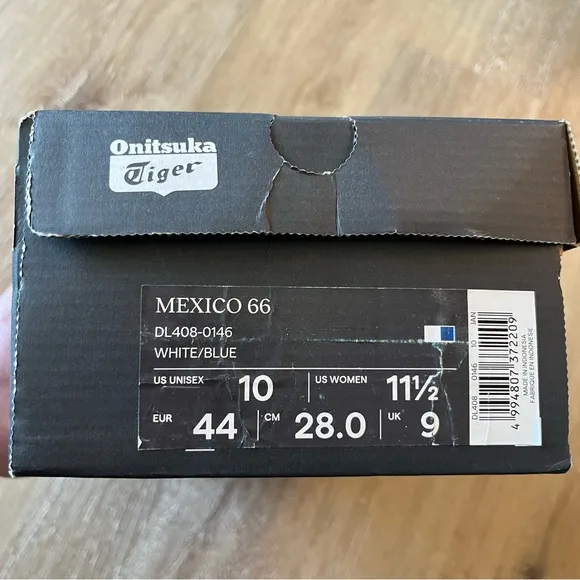 Onitsuka
Tiger
MEXICO 66
DL408-0146
WHITE/BLUE
US UNISEX 10 US WOMEN 11½
EUR 44 CM 28.0 UK 9
DL408 0146 10 JAN
4 994807 372209
MADE IN INDONESIA
FABRIQUE EN INDONESIE